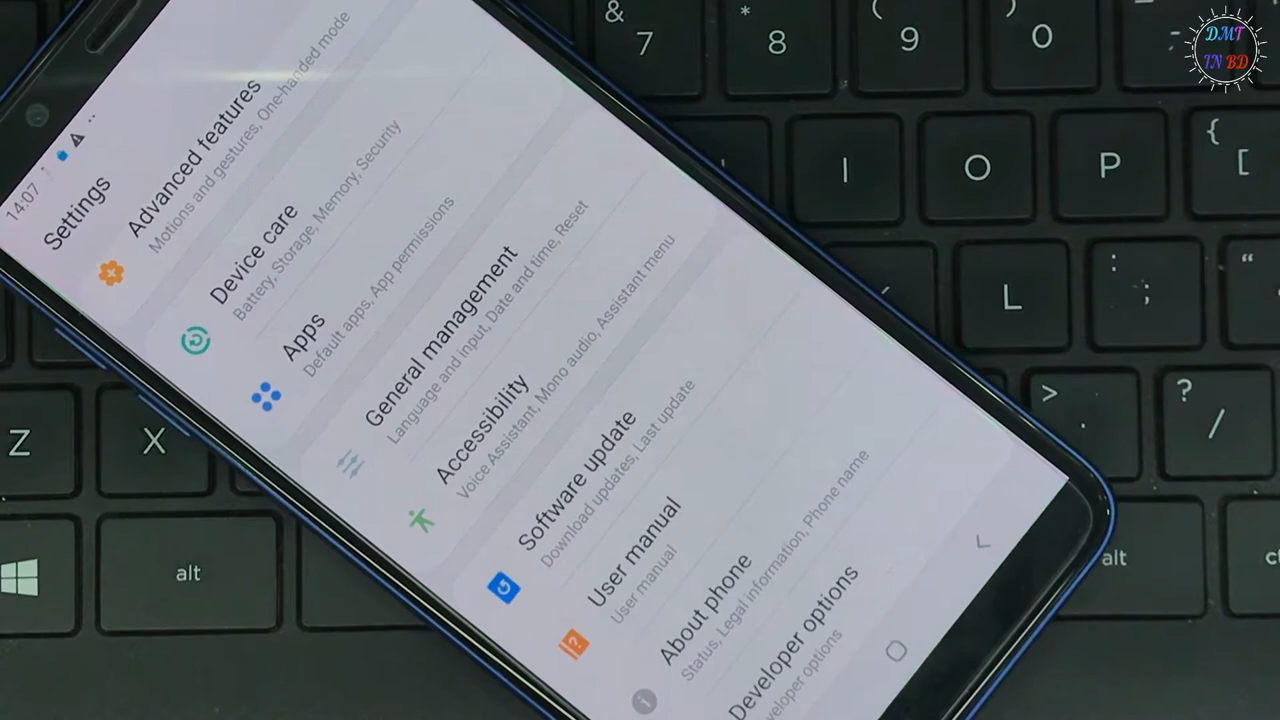 14:07
Settings
Advanced features
Motions and gestures, One-handed mode
Device care
Battery, Storage, Memory, Security
Apps
Default apps, App permissions
General management
Language and input, Date and time, Reset
Accessibility
Voice Assistant, Mono audio, Assistant menu
Software update
Download updates, Last update
User manual
User manual
About phone
Status, Legal information, Phone name
Developer options
veloper options
DMT
IN BD
& 7
* 8
( 9
) 0
I
O
P
{ [
L
: ;
“
> .
? /
Z
X
alt
alt